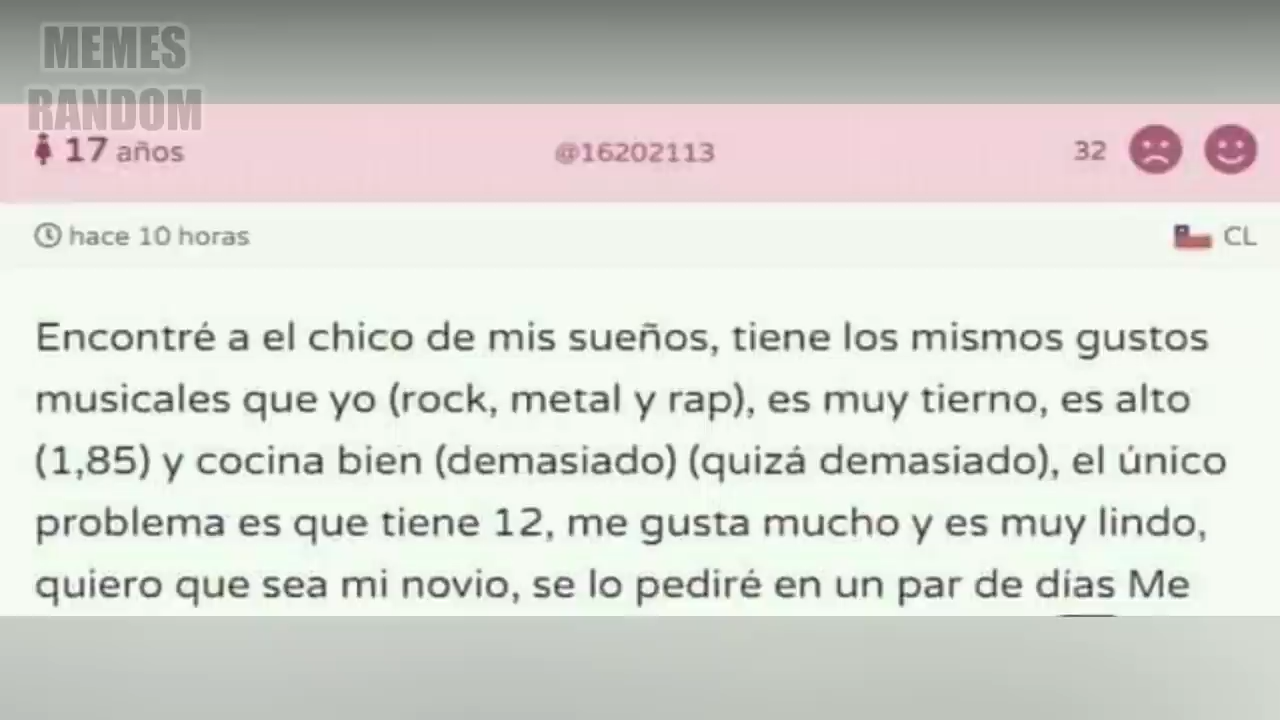 MEMES
RANDOM
17 años @16202113 32
hace 10 horas CL
Encontré a el chico de mis sueños, tiene los mismos gustos
musicales que yo (rock, metal y rap), es muy tierno, es alto
(1,85) y cocina bien (demasiado) (quizá demasiado), el único
problema es que tiene 12, me gusta mucho y es muy lindo,
quiero que sea mi novio, se lo pediré en un par de días Me